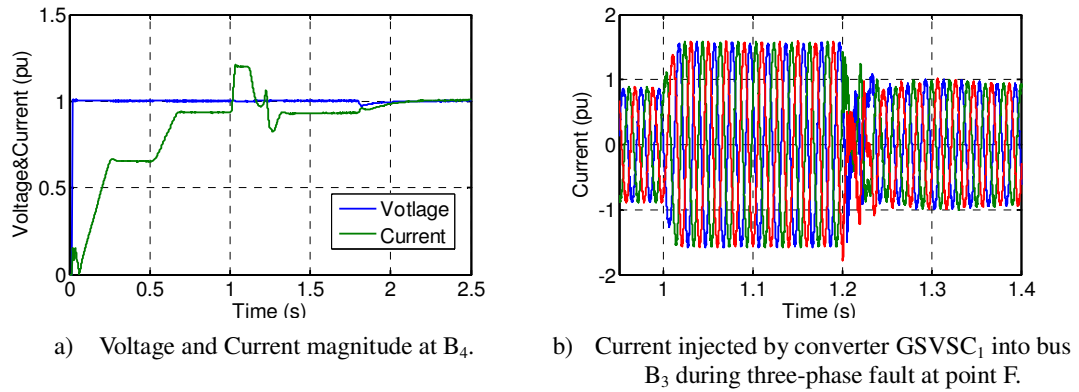 1.5
1
0.5
0
Voltage&Current (pu)
0 0.5 1 1.5 2 2.5
Time (s)
Votlage
Current
a) Voltage and Current magnitude at B₄.
2
1
0
-1
-2
Current (pu)
1 1.1 1.2 1.3 1.4
Time (s)
b) Current injected by converter GSVSC₁ into bus
B₃ during three-phase fault at point F.